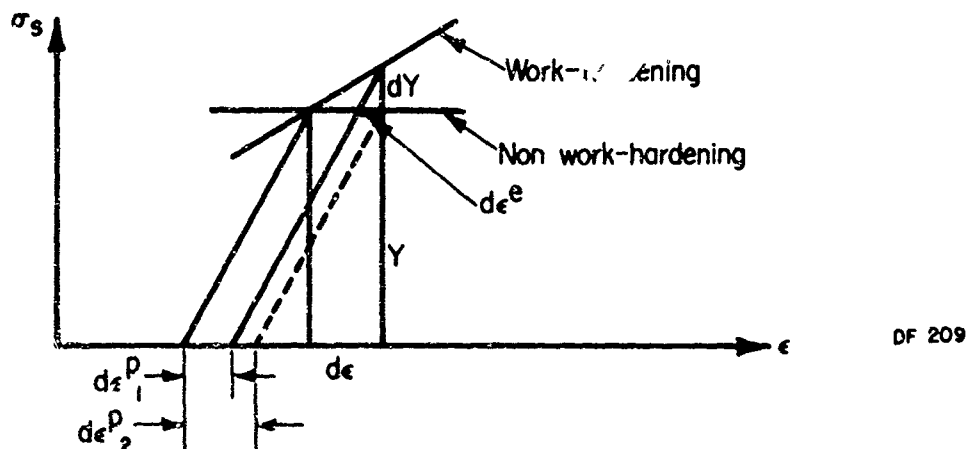 σs
Work-
dY
Non work-hardening
dϵᵉ
Y
ϵ
DF 209
dϵ
dϵᵖ₁
dϵᵖ₂